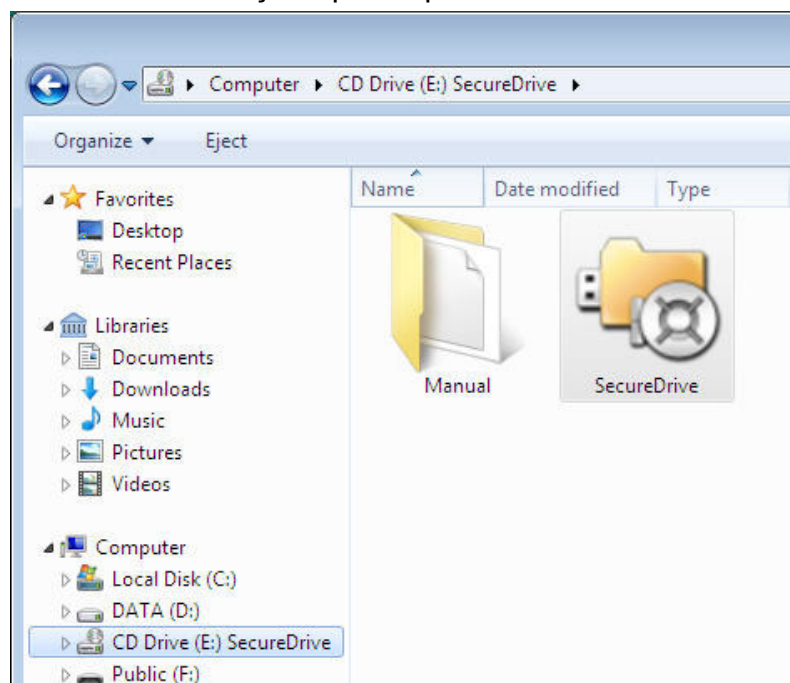 Computer ▸ CD Drive (E:) SecureDrive ▸
Organize ▾ Eject
Favorites
Desktop
Recent Places
Libraries
Documents
Downloads
Music
Pictures
Videos
Computer
Local Disk (C:)
DATA (D:)
CD Drive (E:) SecureDrive
Public (F:)
Name Date modified Type
Manual SecureDrive